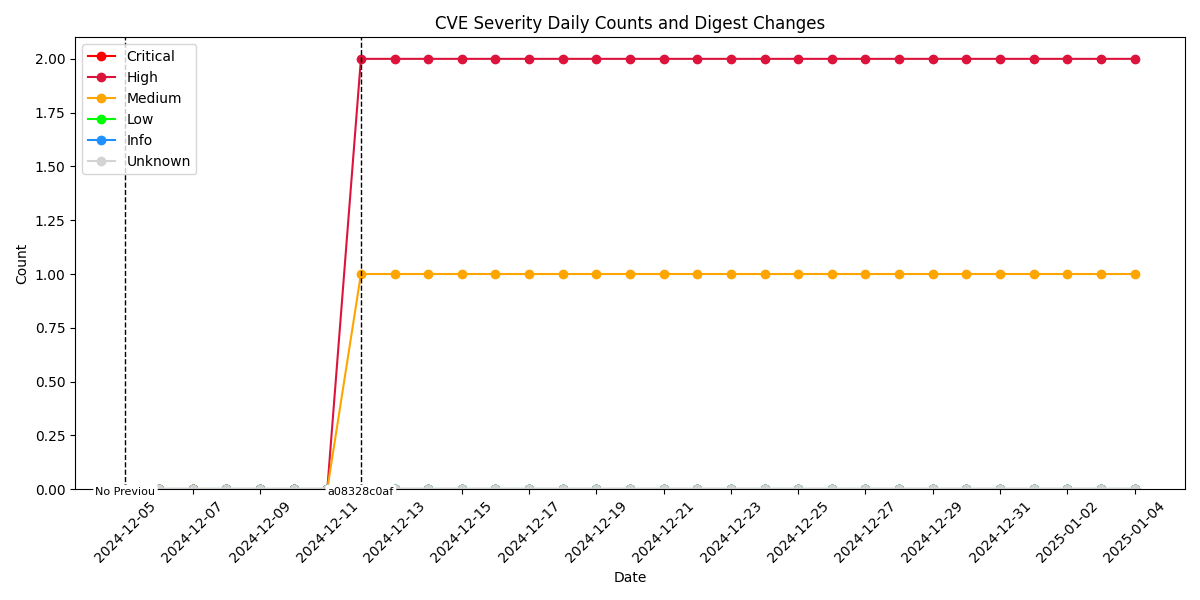 CVE Severity Daily Counts and Digest Changes
Critical
High
Medium
Low
Info
Unknown
Count
2.00
1.75
1.50
1.25
1.00
0.75
0.50
0.25
0.00
No Previou
a08328c0af
2024-12-05
2024-12-07
2024-12-09
2024-12-11
2024-12-13
2024-12-15
2024-12-17
2024-12-19
2024-12-21
2024-12-23
2024-12-25
2024-12-27
2024-12-29
2024-12-31
2025-01-02
2025-01-04
Date